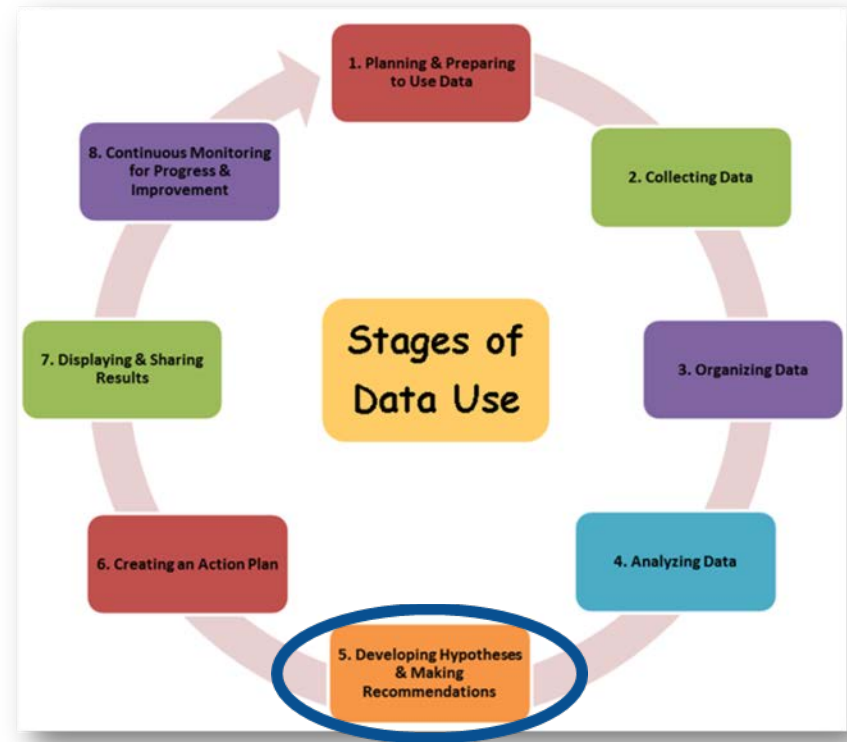 1. Planning & Preparing
to Use Data
2. Collecting Data
3. Organizing Data
4. Analyzing Data
5. Developing Hypotheses
& Making
Recommendations
6. Creating an Action Plan
7. Displaying & Sharing
Results
8. Continuous Monitoring
for Progress &
Improvement
Stages of
Data Use